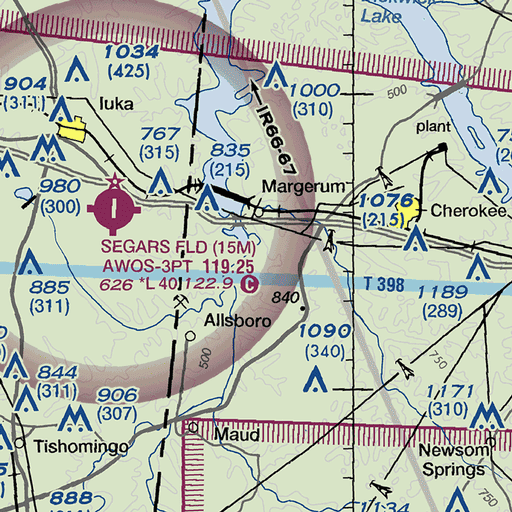 Lake
1034
(425)
904
(311)
Iuka
1000
(310)
500
IR66-67
767
(315)
835
(215)
plant
980
(300)
Margerum
1076
(215)
Cherokee
SEGARS FLD (15M)
AWOS-3PT 119.25
626 *L 40 122.9 C
T 398
885
(311)
840
1189
(289)
Allsboro
1090
(340)
500
750
844
(311)
906
(307)
1171
(310)
Maud
Tishomingo
Newsom
Springs
750
888
1134